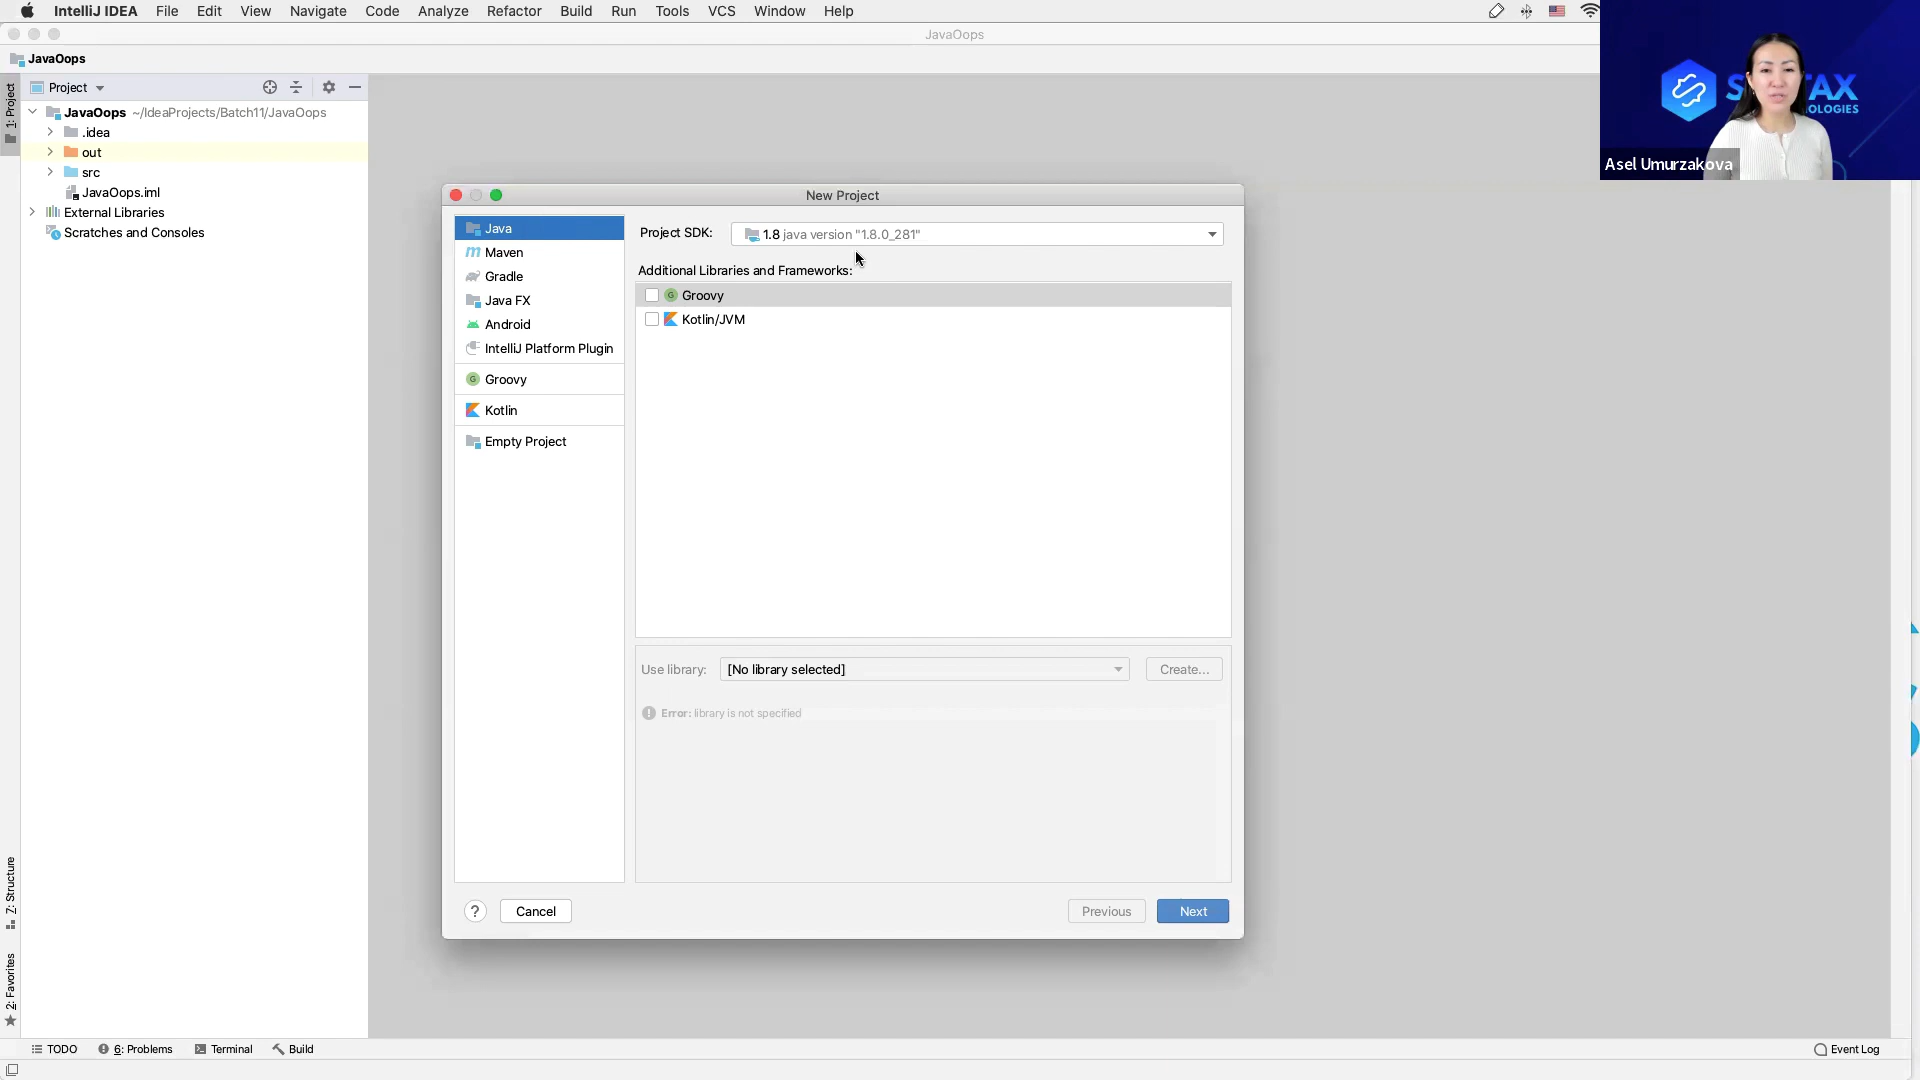 IntelliJ IDEA File Edit View Navigate Code Analyze Refactor Build Run Tools VCS Window Help
JavaOops
JavaOops
1: Project
Project
JavaOops ~/IdeaProjects/Batch11/JavaOops
.idea
out
src
JavaOops.iml
External Libraries
Scratches and Consoles
New Project
Java
Maven
Gradle
Java FX
Android
IntelliJ Platform Plugin
Groovy
Kotlin
Empty Project
Project SDK: 1.8 java version "1.8.0_281"
Additional Libraries and Frameworks:
Groovy
Kotlin/JVM
Use library: [No library selected] Create...
Error: library is not specified
? Cancel Previous Next
Asel Umurzakova
Z: Structure
2: Favorites
TODO 6: Problems Terminal Build Event Log